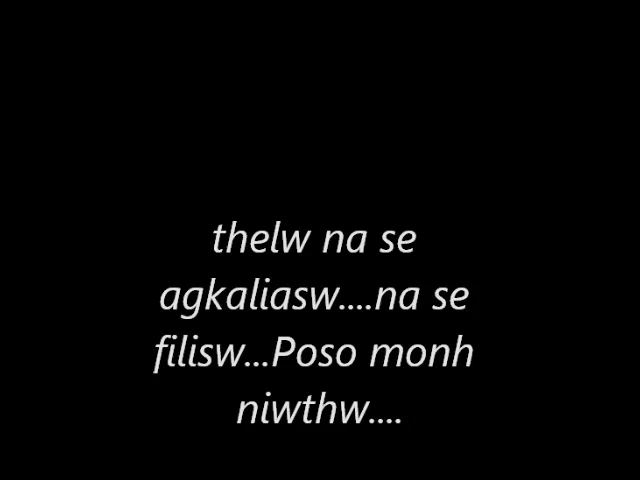 thelw na se
agkaliasw....na se
filisw...Poso monh
niwthw....